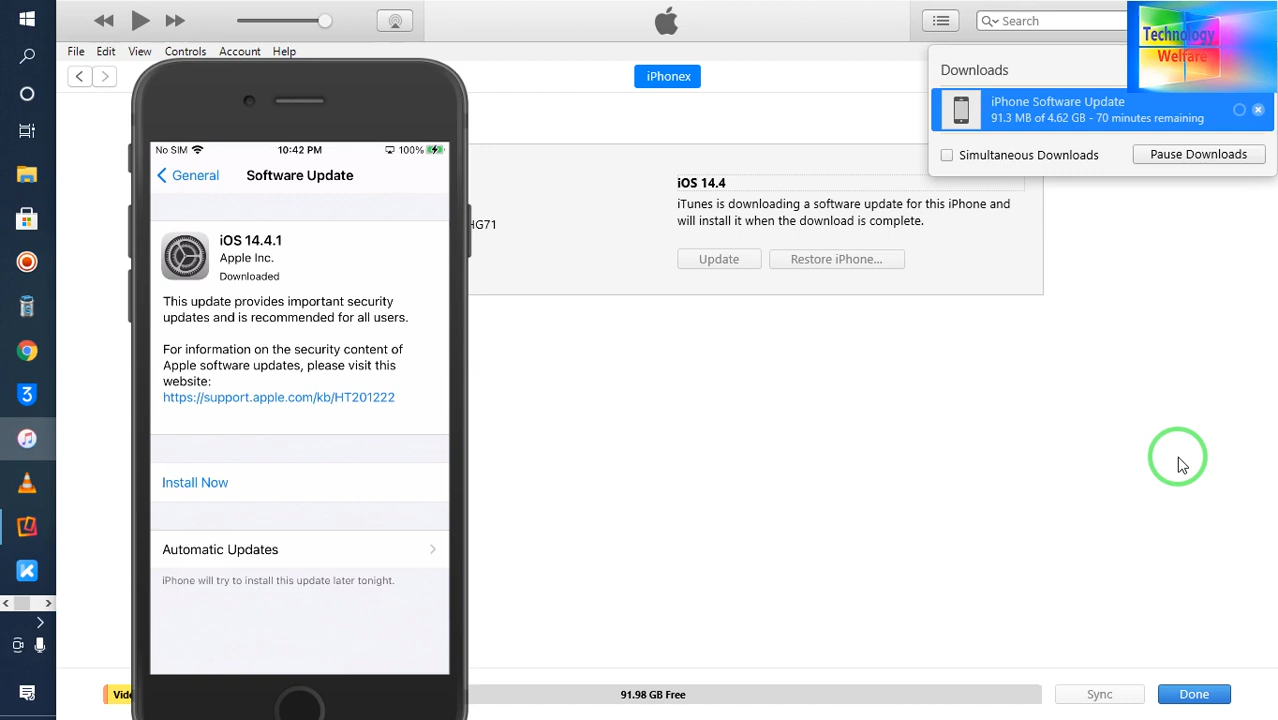 Search
Technology
Welfare
File Edit View Controls Account Help
iPhonex
Downloads
iPhone Software Update
91.3 MB of 4.62 GB - 70 minutes remaining
Simultaneous Downloads
Pause Downloads
No SIM 10:42 PM 100%
General Software Update
iOS 14.4.1
Apple Inc.
Downloaded
This update provides important security
updates and is recommended for all users.
For information on the security content of
Apple software updates, please visit this
website:
https://support.apple.com/kb/HT201222
Install Now
Automatic Updates
iPhone will try to install this update later tonight.
HG71
iOS 14.4
iTunes is downloading a software update for this iPhone and
will install it when the download is complete.
Update Restore iPhone...
3
K
Vide
91.98 GB Free
Sync Done